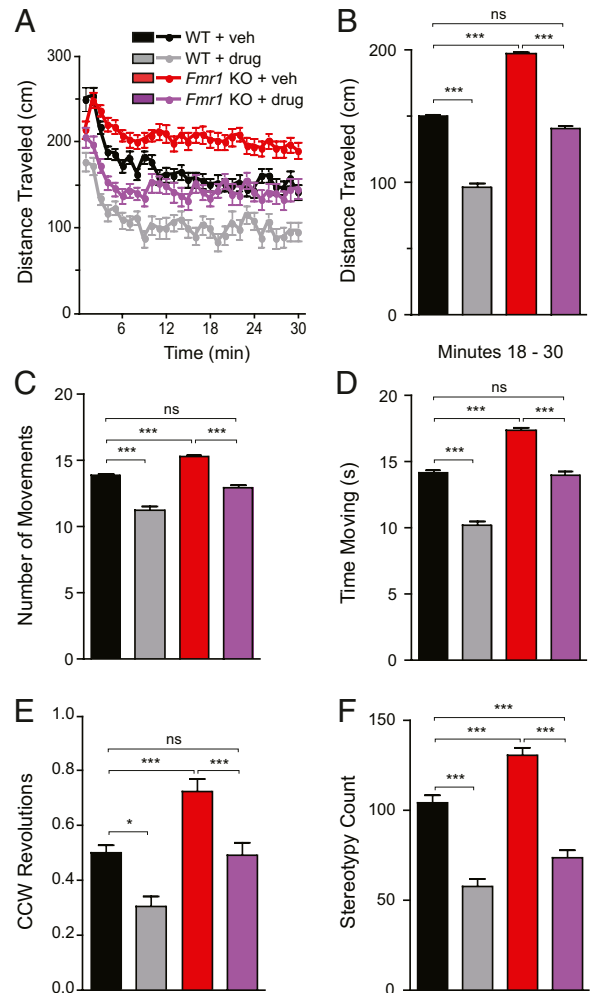 A
WT + veh
WT + drug
Fmr1 KO + veh
Fmr1 KO + drug
Distance Traveled (cm)
300
200
100
0
6 12 18 24 30
Time (min)
B
ns
*** ***
***
Distance Traveled (cm)
200
100
0
Minutes 18 - 30
C
ns
*** ***
***
Number of Movements
20
15
10
5
0
D
ns
*** ***
***
Time Moving (s)
20
15
10
5
0
E
ns
*** ***
*
CCW Revolutions
1.0
0.8
0.6
0.4
0.2
0.0
F
***
*** ***
***
Stereotypy Count
150
100
50
0